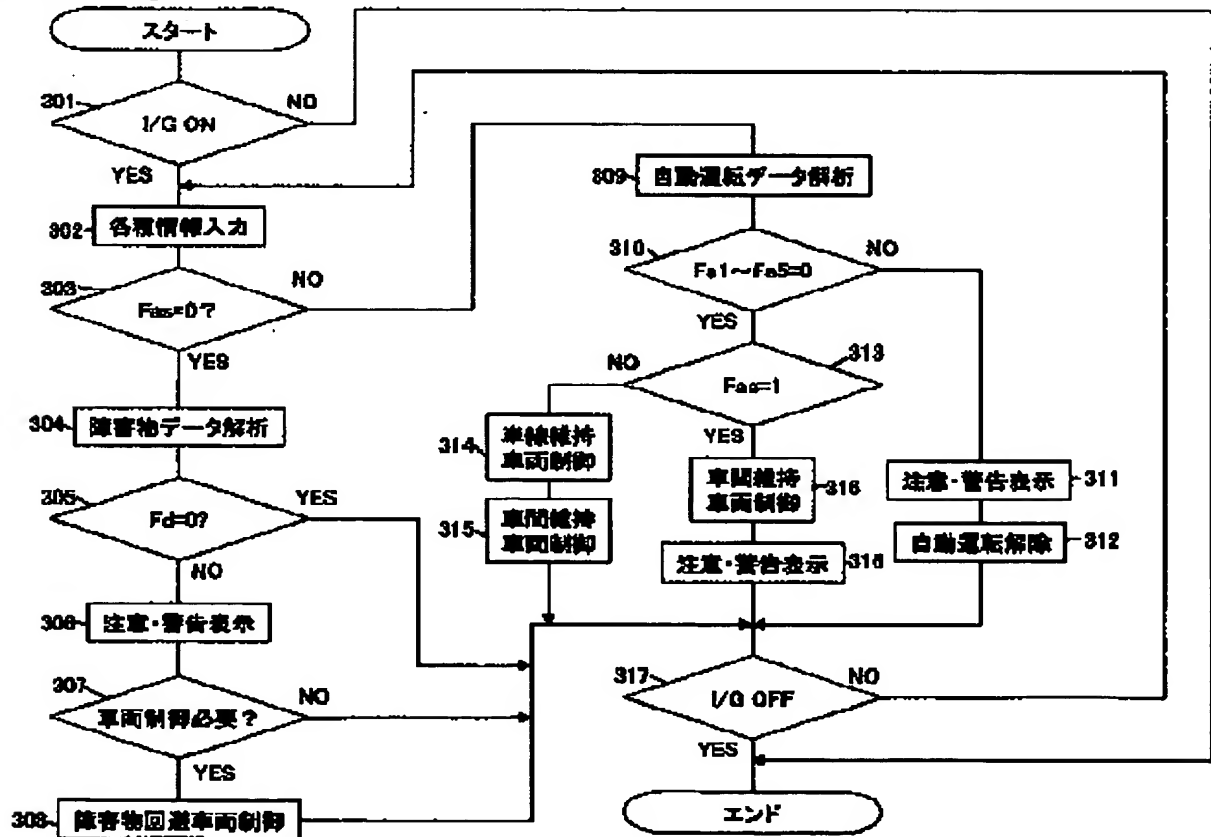 スタート
301
I/G ON
NO
YES
302
各種情報入力
303
NO
YES
304
障害物データ解析
305
Fd=0?
YES
NO
306
注意・警告表示
307
車両制御必要?
NO
YES
308
障害物回避車両制御
309
自動運転データ解析
310
Fa1～Fa5=0
NO
YES
313
NO
YES
314
車線維持
車両制御
315
車間維持
車両制御
316
車間維持
車両制御
316
注意・警告表示
311
注意・警告表示
312
自動運転解除
317
I/G OFF
NO
YES
エンド